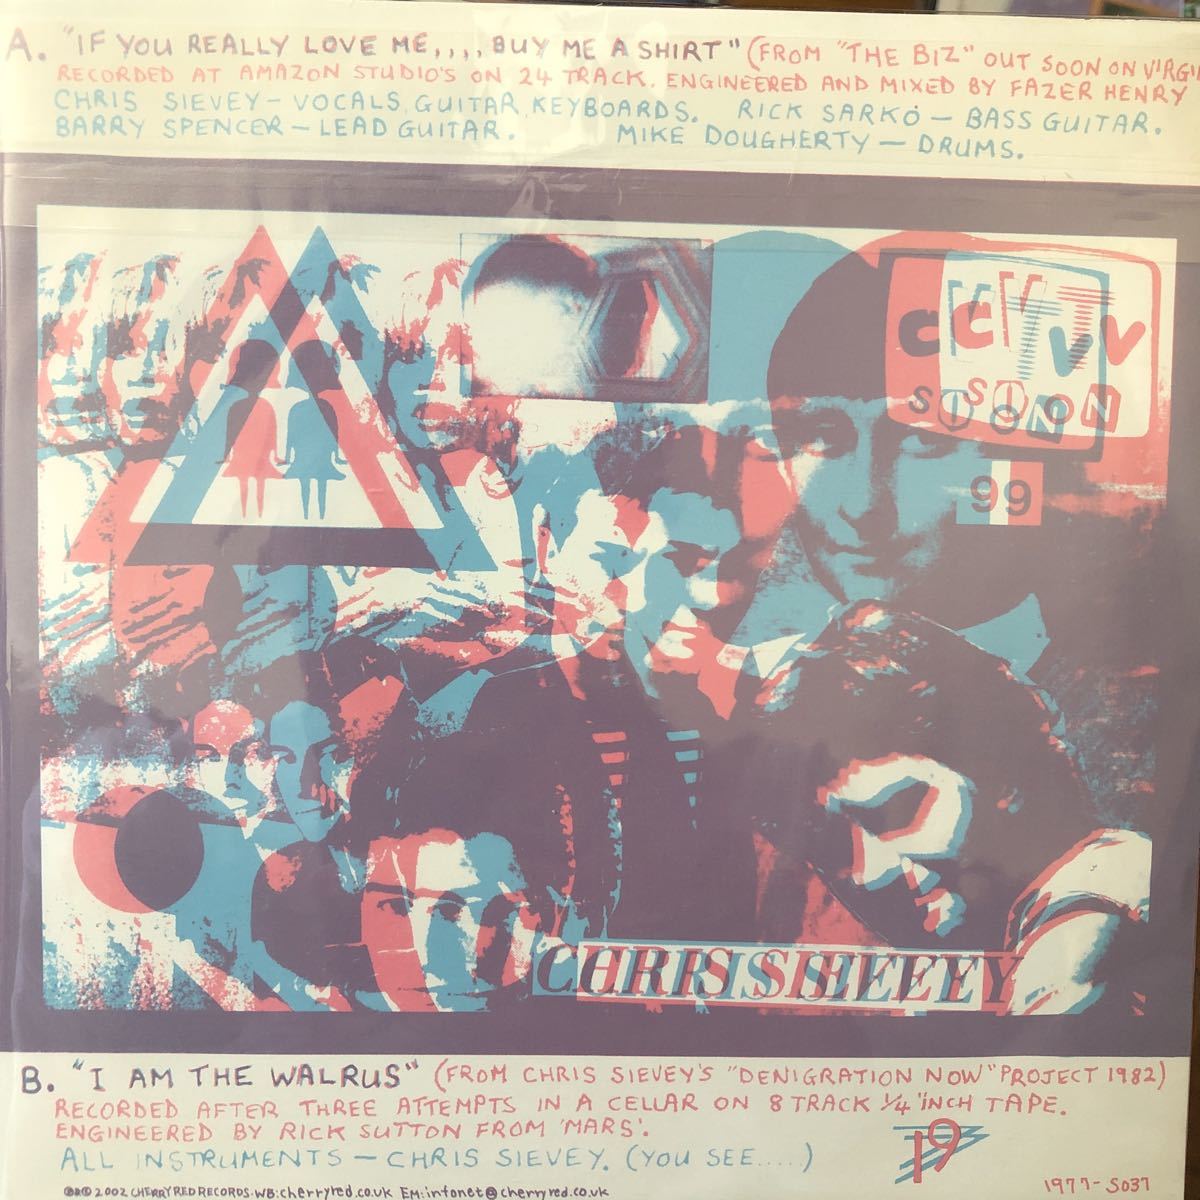 A. "IF YOU REALLY LOVE ME,,,, BUY ME A SHIRT" (FROM "THE BIZ" OUT SOON ON VIRGI
RECORDED AT AMAZON STUDIO'S ON 24 TRACK. ENGINEERED AND MIXED BY FAZER HENRY
CHRIS SIEVEY – VOCALS, GUITAR, KEYBOARDS. RICK SARKO – BASS GUITAR.
BARRY SPENCER – LEAD GUITAR. MIKE DOUGHERTY – DRUMS.
SOON
99
CHRIS SIEVEY
B. "I AM THE WALRUS" (FROM CHRIS SIEVEY'S "DENIGRATION NOW" PROJECT 1982)
RECORDED AFTER THREE ATTEMPTS IN A CELLAR ON 8 TRACK 1/4 "INCH TAPE.
ENGINEERED BY RICK SUTTON FROM 'MARS'.
ALL INSTRUMENTS – CHRIS SIEVEY. (YOU SEE.....)
19
℗&© 2002 CHERRY RED RECORDS. WB: cherryred.co.uk EM: infonet@cherryred.co.uk
1977-S037